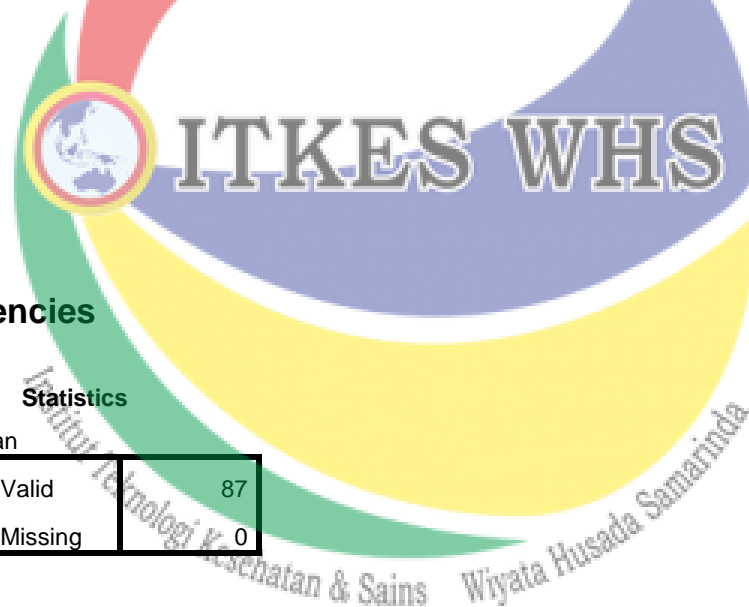 ITKES WHS
encies
Statistics
an
Valid 87
Missing 0
Institut Teknologi Kesehatan & Sains Wiyata Husada Samarinda